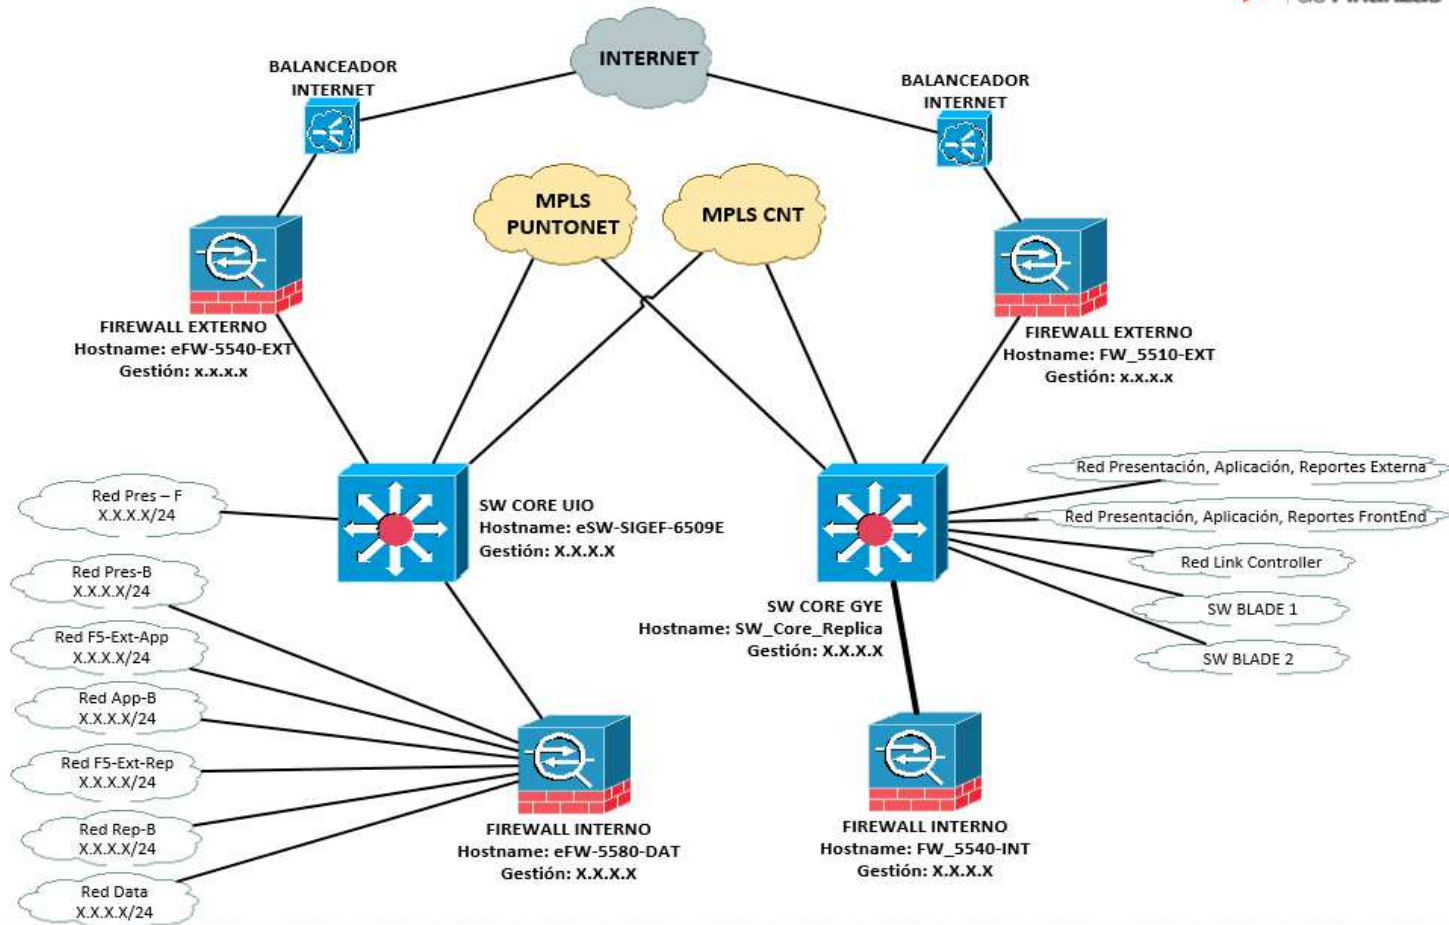 de Finanzas
INTERNET
BALANCEADOR
INTERNET
BALANCEADOR
INTERNET
MPLS
PUNTONET
MPLS CNT
FIREWALL EXTERNO
Hostname: eFW-5540-EXT
Gestión: x.x.x.x
FIREWALL EXTERNO
Hostname: FW_5510-EXT
Gestión: x.x.x.x
SW CORE UIO
Hostname: eSW-SIGEF-6509E
Gestión: X.X.X.X
Red Pres – F
X.X.X.X/24
Red Pres-B
X.X.X.X/24
Red F5-Ext-App
X.X.X.X/24
Red App-B
X.X.X.X/24
Red F5-Ext-Rep
X.X.X.X/24
Red Rep-B
X.X.X.X/24
Red Data
X.X.X.X/24
FIREWALL INTERNO
Hostname: eFW-5580-DAT
Gestión: X.X.X.X
SW CORE GYE
Hostname: SW_Core_Replica
Gestión: X.X.X.X
Red Presentación, Aplicación, Reportes Externa
Red Presentación, Aplicación, Reportes FrontEnd
Red Link Controller
SW BLADE 1
SW BLADE 2
FIREWALL INTERNO
Hostname: FW_5540-INT
Gestión: X.X.X.X